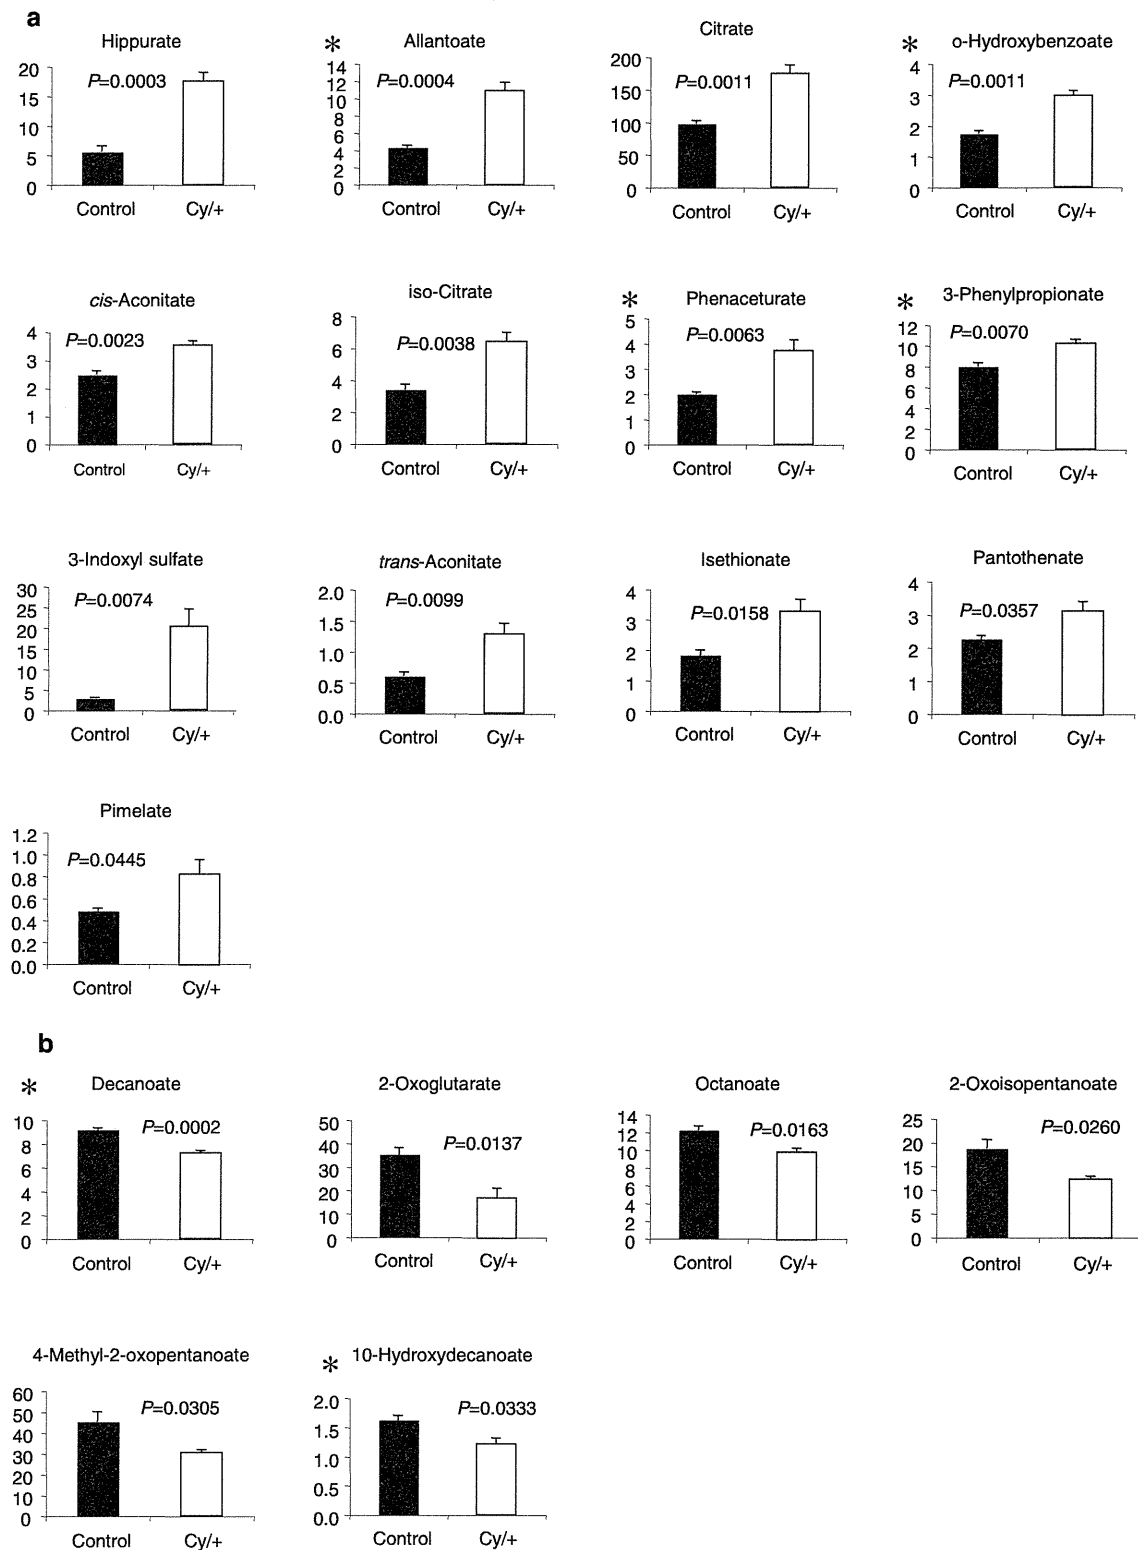 a
Hippurate
20
15
10
5
0
P=0.0003
Control Cy/+
* Allantoate
14
12
10
8
6
4
2
0
P=0.0004
Control Cy/+
Citrate
200
150
100
50
0
P=0.0011
Control Cy/+
* o-Hydroxybenzoate
4
3
2
1
0
P=0.0011
Control Cy/+
cis-Aconitate
4
3
2
1
0
P=0.0023
Control Cy/+
iso-Citrate
8
6
4
2
0
P=0.0038
Control Cy/+
* Phenaceturate
5
4
3
2
1
0
P=0.0063
Control Cy/+
* 3-Phenylpropionate
12
10
8
6
4
2
0
P=0.0070
Control Cy/+
3-Indoxyl sulfate
30
25
20
15
10
5
0
P=0.0074
Control Cy/+
trans-Aconitate
2.0
1.5
1.0
0.5
0.0
P=0.0099
Control Cy/+
Isethionate
4
3
2
1
0
P=0.0158
Control Cy/+
Pantothenate
4
3
2
1
0
P=0.0357
Control Cy/+
Pimelate
1.2
1.0
0.8
0.6
0.4
0.2
0.0
P=0.0445
Control Cy/+
b
* Decanoate
10
8
6
4
2
0
P=0.0002
Control Cy/+
2-Oxoglutarate
50
40
30
20
10
0
P=0.0137
Control Cy/+
Octanoate
14
12
10
8
6
4
2
0
P=0.0163
Control Cy/+
2-Oxoisopentanoate
25
20
15
10
5
0
P=0.0260
Control Cy/+
4-Methyl-2-oxopentanoate
60
50
40
30
20
10
0
P=0.0305
Control Cy/+
* 10-Hydroxydecanoate
2.0
1.5
1.0
0.5
0.0
P=0.0333
Control Cy/+